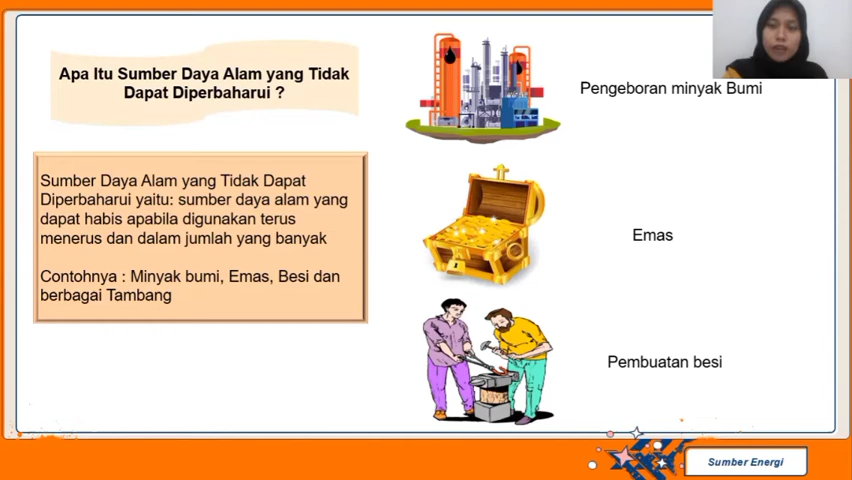 Apa Itu Sumber Daya Alam yang Tidak
Dapat Diperbaharui ?
Sumber Daya Alam yang Tidak Dapat
Diperbaharui yaitu: sumber daya alam yang
dapat habis apabila digunakan terus
menerus dan dalam jumlah yang banyak
Contohnya : Minyak bumi, Emas, Besi dan
berbagai Tambang
Pengeboran minyak Bumi
Emas
Pembuatan besi
Sumber Energi